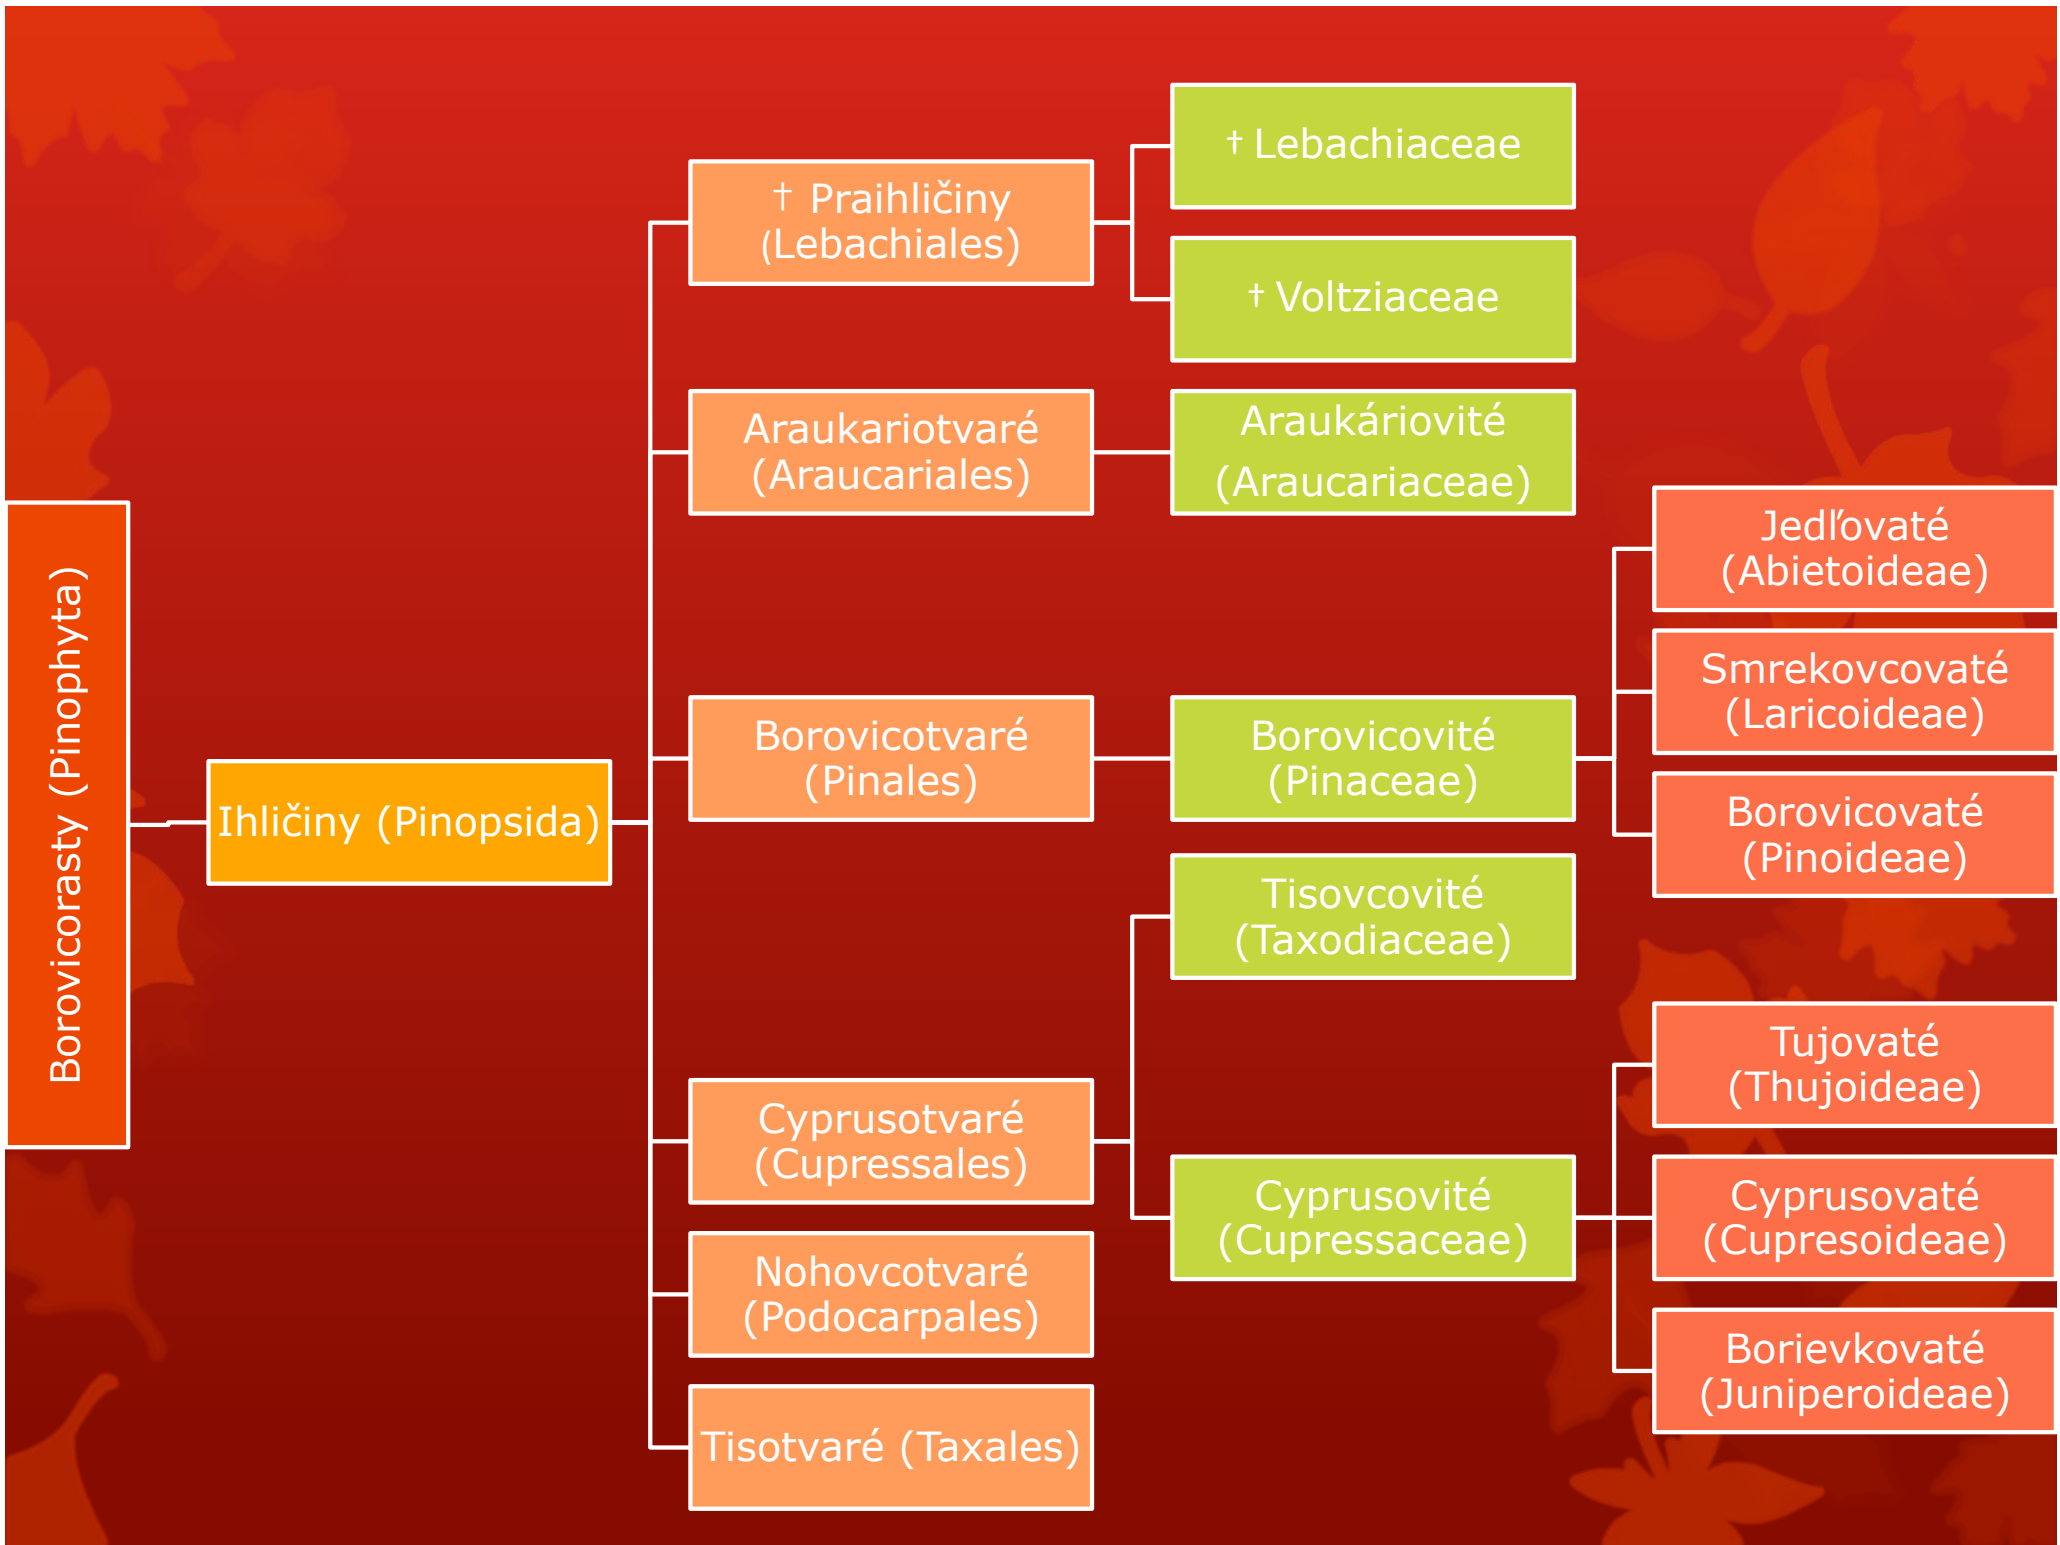 Borovicorasty (Pinophyta)
Ihličiny (Pinopsida)
† Praihličiny
(Lebachiales)
† Lebachiaceae
† Voltziaceae
Araukariotvaré
(Araucariales)
Araukáriovité
(Araucariaceae)
Borovicotvaré
(Pinales)
Borovicovité
(Pinaceae)
Jedľovaté
(Abietoideae)
Smrekovcovaté
(Laricoideae)
Borovicovaté
(Pinoideae)
Cyprusotvaré
(Cupressales)
Tisovcovité
(Taxodiaceae)
Cyprusovité
(Cupressaceae)
Tujovaté
(Thujoideae)
Cyprusovaté
(Cupresoideae)
Borievkovaté
(Juniperoideae)
Nohovcotvaré
(Podocarpales)
Tisotvaré (Taxales)